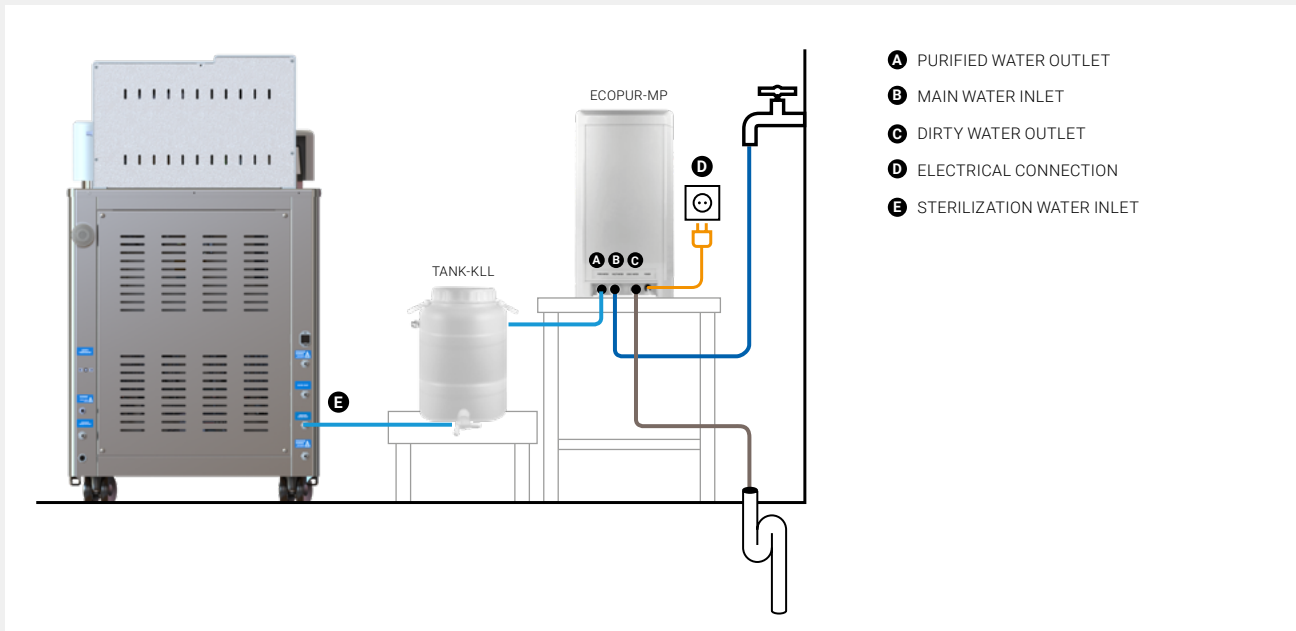 ECOPUR-MP
D
A B C
TANK-KLL
E
A PURIFIED WATER OUTLET
B MAIN WATER INLET
C DIRTY WATER OUTLET
D ELECTRICAL CONNECTION
E STERILIZATION WATER INLET